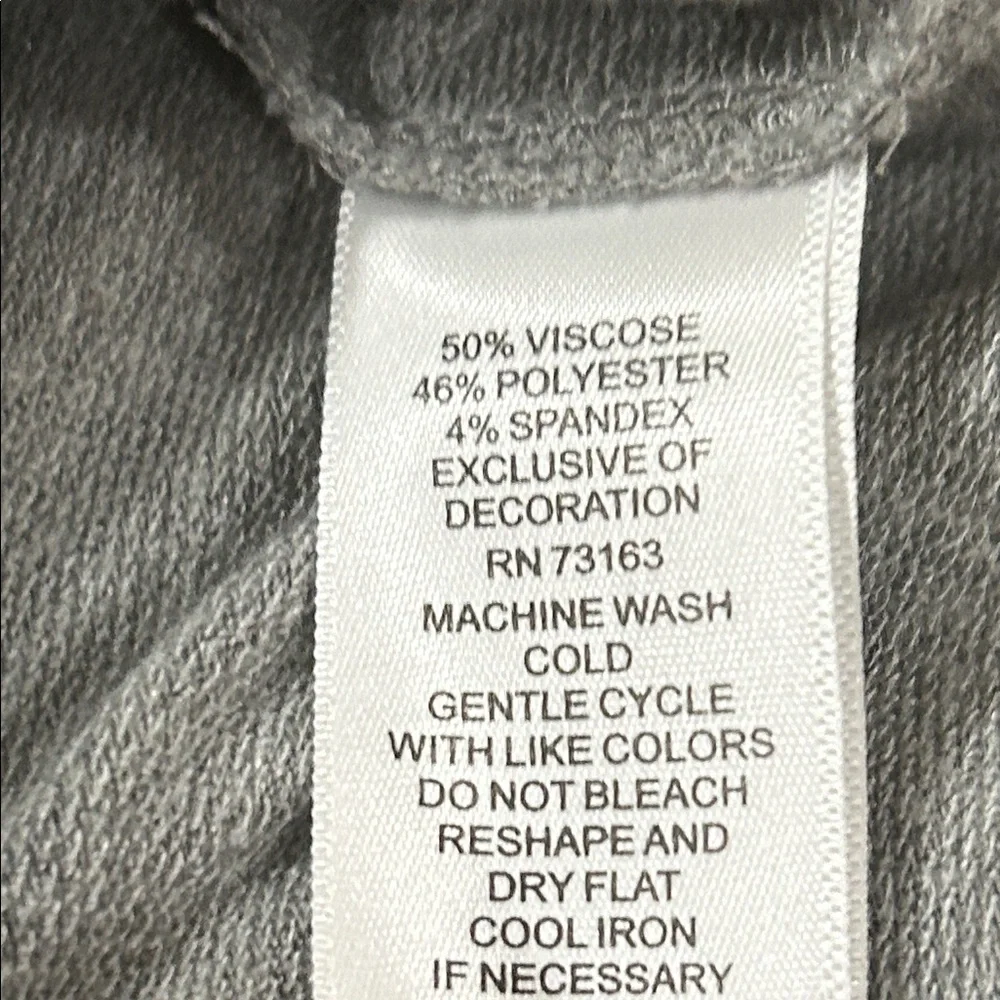 50% VISCOSE
46% POLYESTER
4% SPANDEX
EXCLUSIVE OF
DECORATION
RN 73163
MACHINE WASH
COLD
GENTLE CYCLE
WITH LIKE COLORS
DO NOT BLEACH
RESHAPE AND
DRY FLAT
COOL IRON
IF NECESSARY